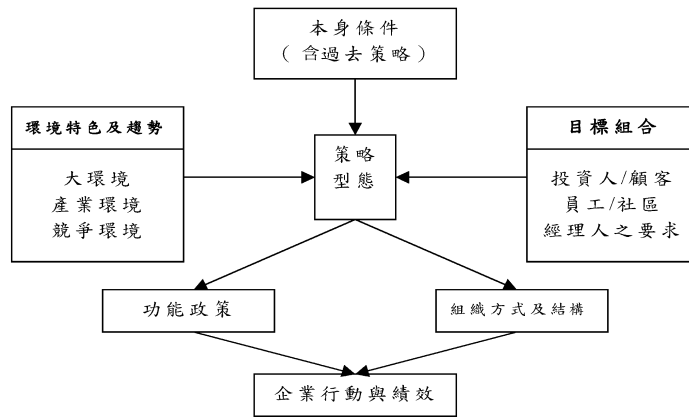 本身條件
（含過去策略）
環境特色及趨勢
大環境
產業環境
競爭環境
策略
型態
目標組合
投資人/顧客
員工/社區
經理人之要求
功能政策
組織方式及結構
企業行動與績效